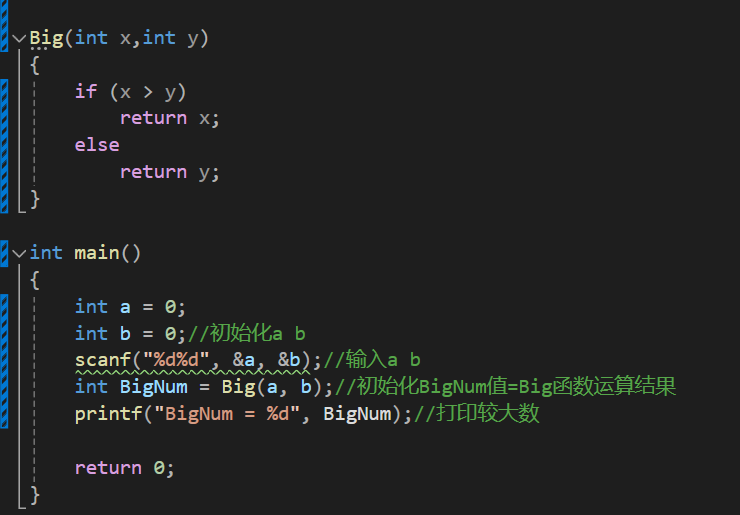 Big(int x,int y)
{
if (x > y)
return x;
else
return y;
}
int main()
{
int a = 0;
int b = 0;//初始化a b
scanf("%d%d", &a, &b);//输入a b
int BigNum = Big(a, b);//初始化BigNum值=Big函数运算结果
printf("BigNum = %d", BigNum);//打印较大数
return 0;
}